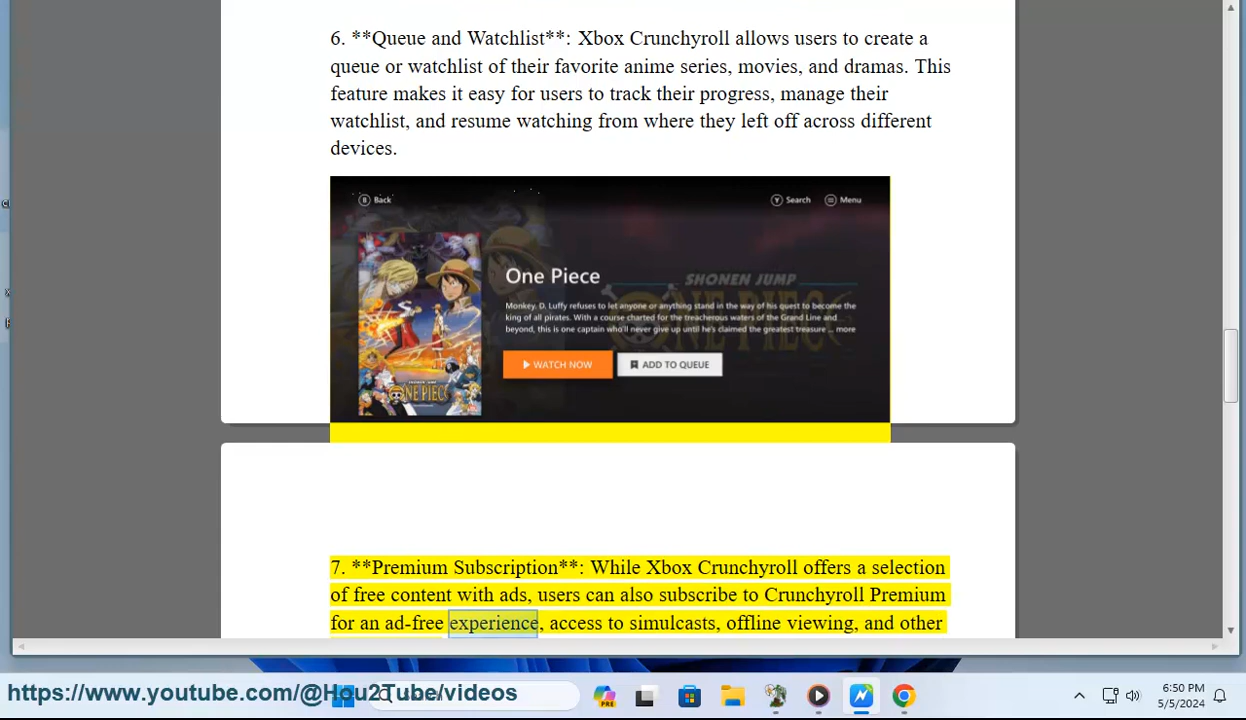 6. **Queue and Watchlist**: Xbox Crunchyroll allows users to create a
queue or watchlist of their favorite anime series, movies, and dramas. This
feature makes it easy for users to track their progress, manage their
watchlist, and resume watching from where they left off across different
devices.
B Back
Y Search
Menu
One Piece
SHONEN JUMP
ONE PIECE
Monkey. D. Luffy refuses to let anyone or anything stand in the way of his quest to become the
king of all pirates. With a course charted for the treacherous waters of the Grand Line and
beyond, this is one captain who'll never give up until he's claimed the greatest treasure ... more
WATCH NOW
ADD TO QUEUE
ONE PIECE
7. **Premium Subscription**: While Xbox Crunchyroll offers a selection
of free content with ads, users can also subscribe to Crunchyroll Premium
for an ad-free experience, access to simulcasts, offline viewing, and other
https://www.youtube.com/@Hou2Tube/videos
PRE
6:50 PM
5/5/2024